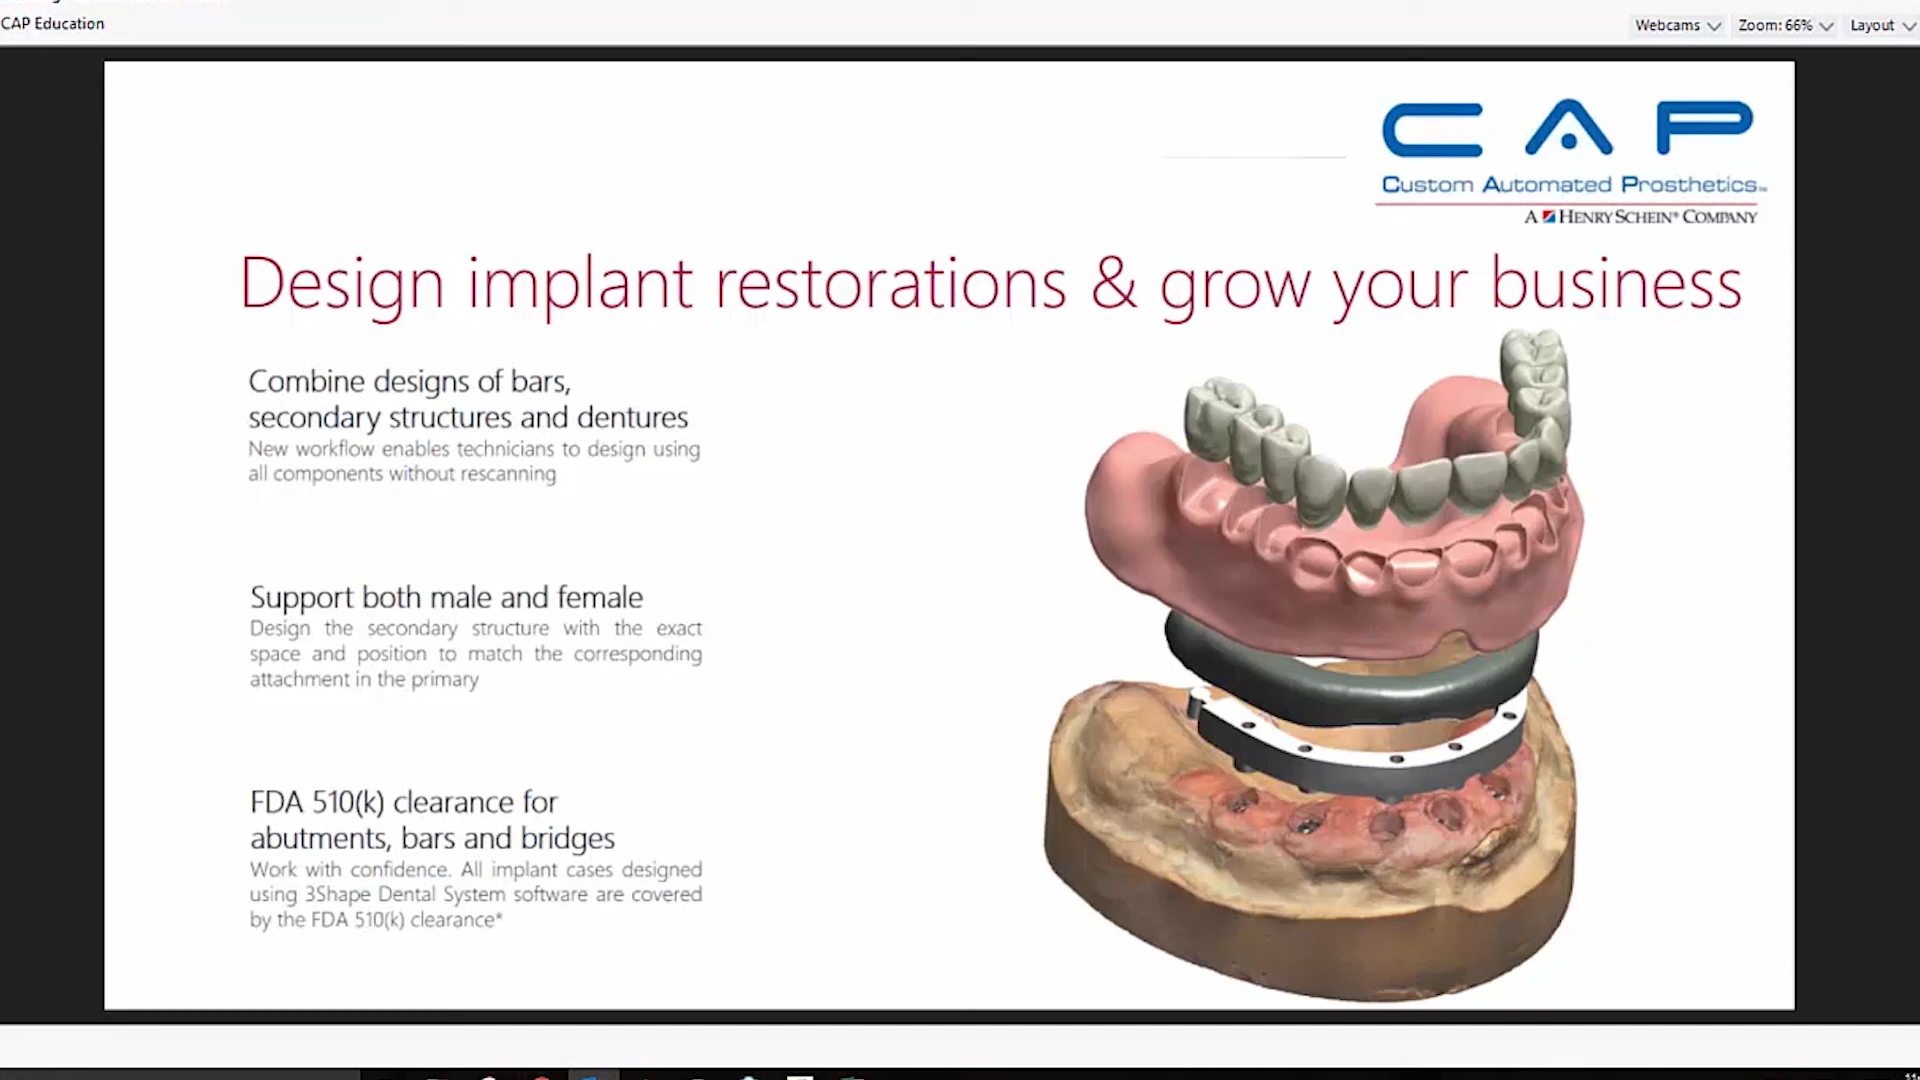 CAP Education
Webcams
Zoom: 66%
Layout
CAP
Custom Automated Prosthetics
A HENRY SCHEIN® COMPANY
Design implant restorations & grow your business
Combine designs of bars,
secondary structures and dentures
New workflow enables technicians to design using
all components without rescanning
Support both male and female
Design the secondary structure with the exact
space and position to match the corresponding
attachment in the primary
FDA 510(k) clearance for
abutments, bars and bridges
Work with confidence. All implant cases designed
using 3Shape Dental System software are covered
by the FDA 510(k) clearance*